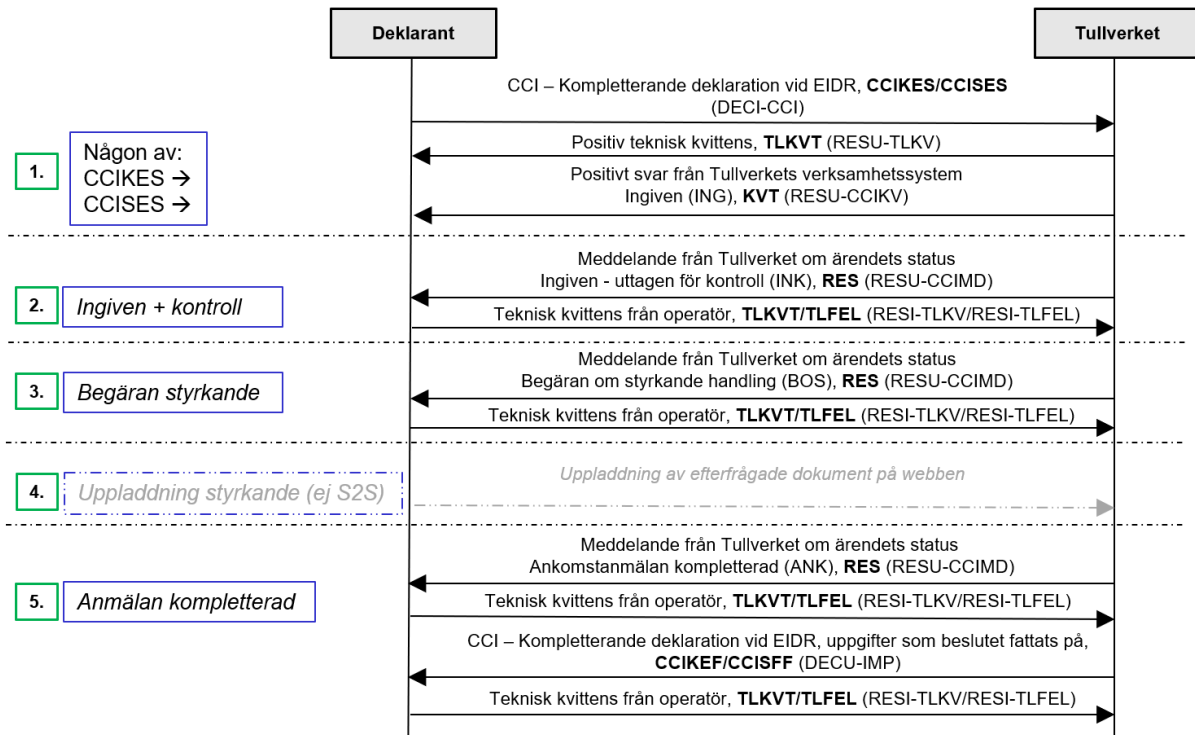 Deklarant
Tullverket
CCI – Kompletterande deklaration vid EIDR, CCIKES/CCISES
(DECI-CCI)
Positiv teknisk kvittens, TLKVT (RESU-TLKV)
1.
Någon av:
CCIKES →
CCISES →
Positivt svar från Tullverkets verksamhetssystem
Ingiven (ING), KVT (RESU-CCIKV)
Meddelande från Tullverket om ärendets status
Ingiven - uttagen för kontroll (INK), RES (RESU-CCIMD)
2.
Ingiven + kontroll
Teknisk kvittens från operatör, TLKVT/TLFEL (RESI-TLKV/RESI-TLFEL)
Meddelande från Tullverket om ärendets status
Begäran om styrkande handling (BOS), RES (RESU-CCIMD)
3.
Begäran styrkande
Teknisk kvittens från operatör, TLKVT/TLFEL (RESI-TLKV/RESI-TLFEL)
4.
Uppladdning styrkande (ej S2S)
Uppladdning av efterfrågade dokument på webben
Meddelande från Tullverket om ärendets status
Ankomstanmälan kompletterad (ANK), RES (RESU-CCIMD)
5.
Anmälan kompletterad
Teknisk kvittens från operatör, TLKVT/TLFEL (RESI-TLKV/RESI-TLFEL)
CCI – Kompletterande deklaration vid EIDR, uppgifter som beslutet fattats på,
CCIKEF/CCISFF (DECU-IMP)
Teknisk kvittens från operatör, TLKVT/TLFEL (RESI-TLKV/RESI-TLFEL)